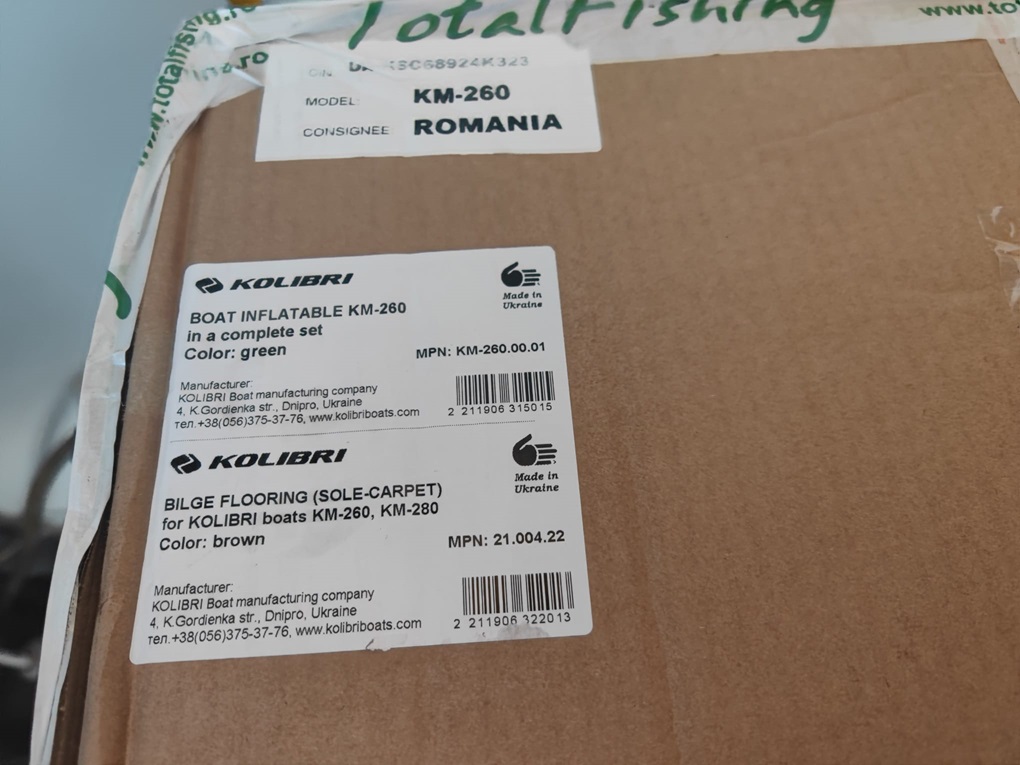 TotalFishing
www.to
www.totalfishing.ro
MODEL: KM-260
CONSIGNEE ROMANIA
KOLIBRI
Made in
Ukraine
BOAT INFLATABLE KM-260
in a complete set
Color: green
MPN: KM-260.00.01
Manufacturer:
KOLIBRI Boat manufacturing company
4, K.Gordienka str., Dnipro, Ukraine
тел.+38(056)375-37-76, www.kolibriboats.com
2 211906 315015
KOLIBRI
Made in
Ukraine
BILGE FLOORING (SOLE-CARPET)
for KOLIBRI boats KM-260, KM-280
Color: brown
MPN: 21.004.22
Manufacturer:
KOLIBRI Boat manufacturing company
4, K.Gordienka str., Dnipro, Ukraine
тел.+38(056)375-37-76, www.kolibriboats.com
2 211906 322013